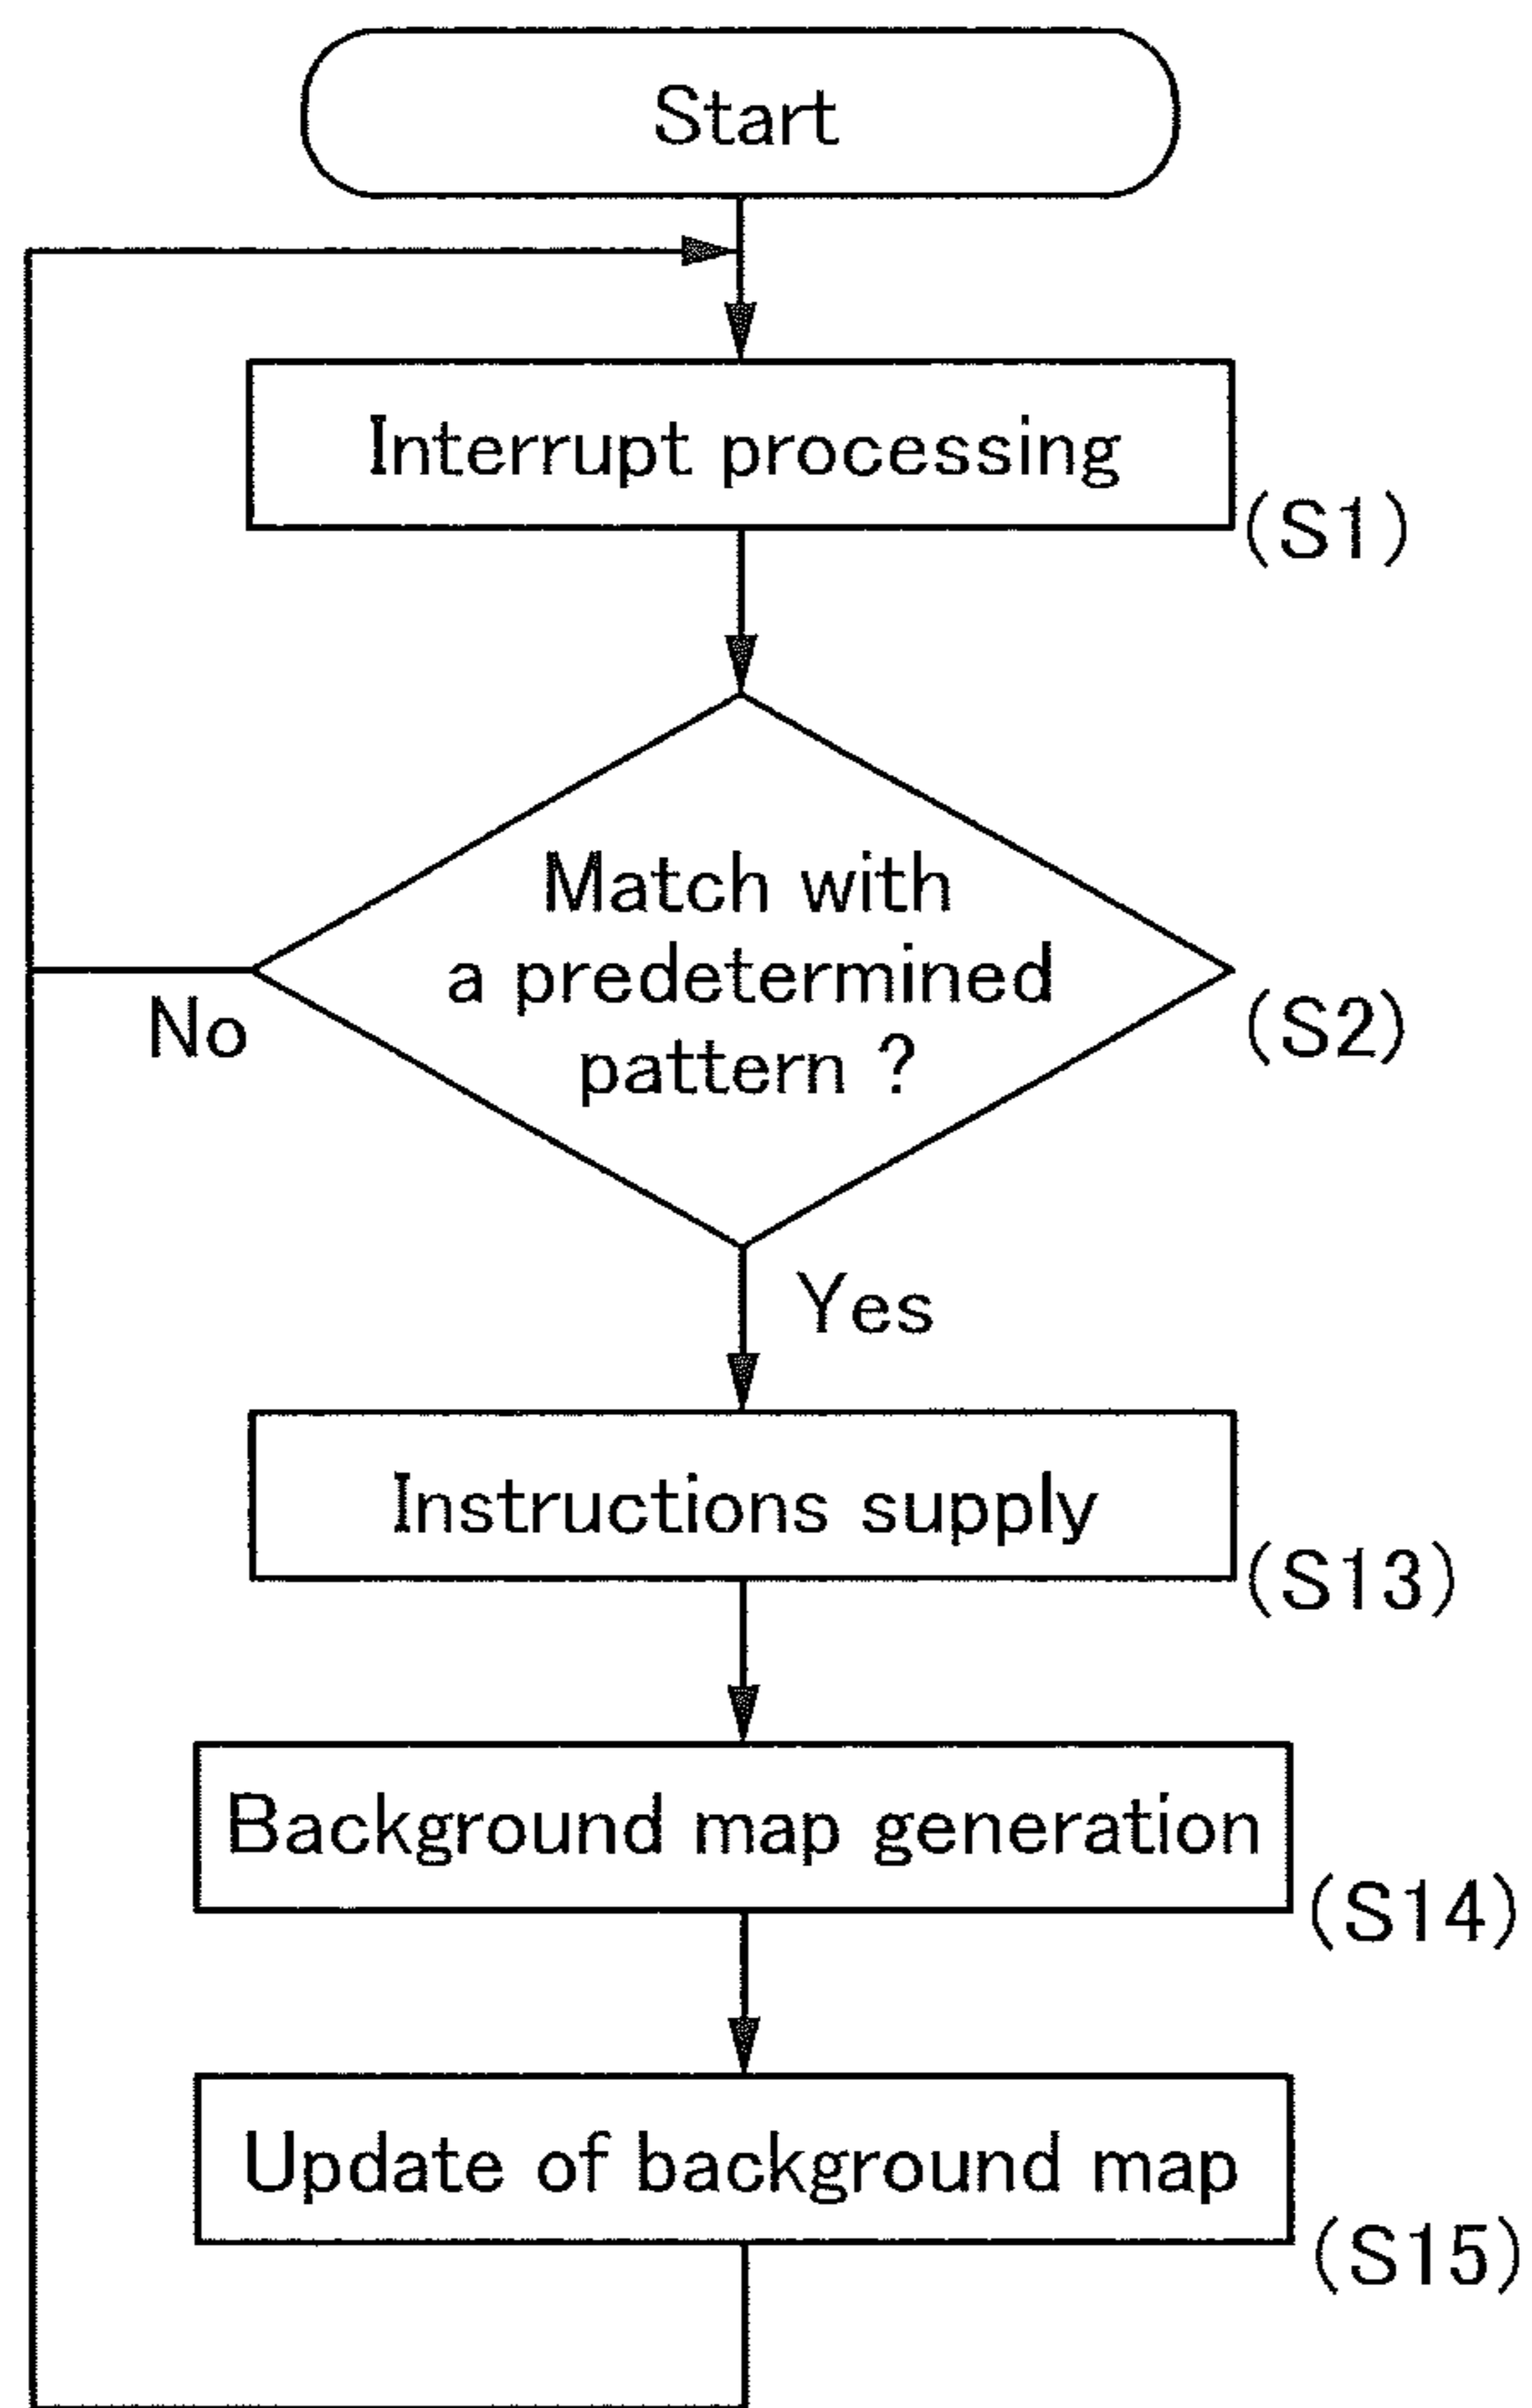 Start
Interrupt processing
(S1)
Match with
a predetermined
pattern ?
(S2)
No
Yes
Instructions supply
(S13)
Background map generation
(S14)
Update of background map
(S15)